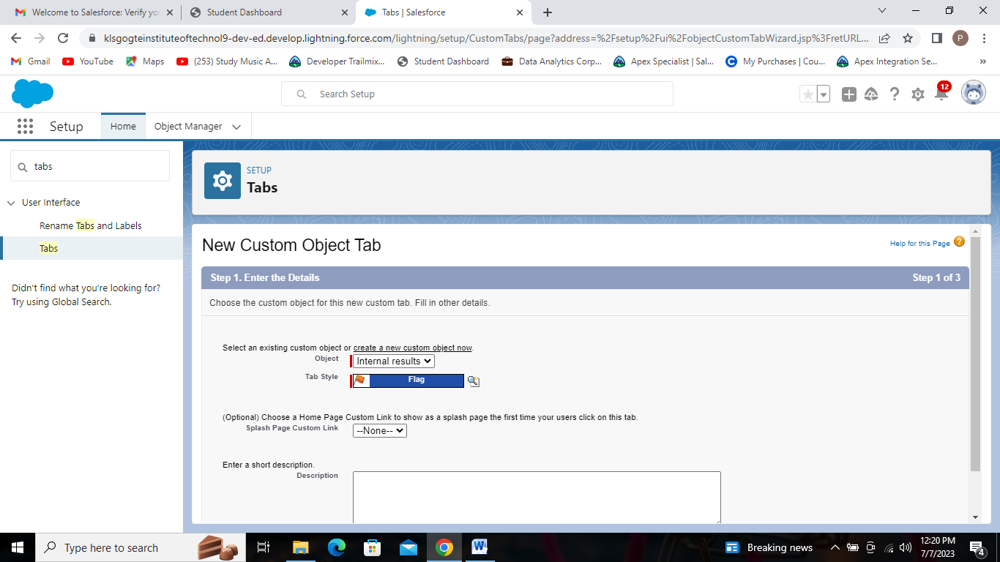 Welcome to Salesforce: Verify yo
Student Dashboard
Tabs | Salesforce
klsgogteinstituteoftechnol9-dev-ed.develop.lightning.force.com/lightning/setup/CustomTabs/page?address=%2Fsetup%2Fui%2FobjectCustomTabWizard.jsp%3FretURL...
P
Gmail
YouTube
Maps
(253) Study Music A...
Developer Trailmix...
Student Dashboard
Data Analytics Corp...
Apex Specialist | Sal...
My Purchases | Cou...
Apex Integration Se...
»
Search Setup
12
Setup
Home
Object Manager
tabs
User Interface
Rename Tabs and Labels
Tabs
Didn't find what you're looking for?
Try using Global Search.
SETUP
Tabs
New Custom Object Tab
Help for this Page
Step 1. Enter the Details
Step 1 of 3
Choose the custom object for this new custom tab. Fill in other details.
Select an existing custom object or create a new custom object now.
Object
Internal results
Tab Style
Flag
(Optional) Choose a Home Page Custom Link to show as a splash page the first time your users click on this tab.
Splash Page Custom Link
--None--
Enter a short description.
Description
Type here to search
Breaking news
12:20 PM
7/7/2023
4